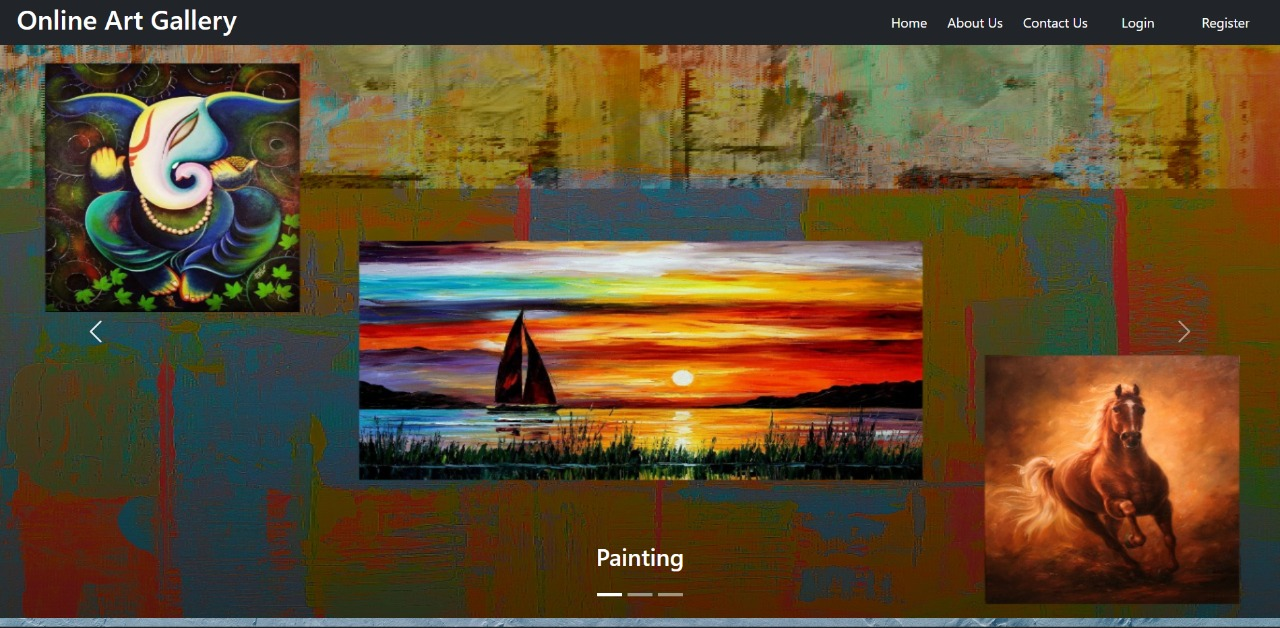 Online Art Gallery
Home About Us Contact Us Login Register
Painting